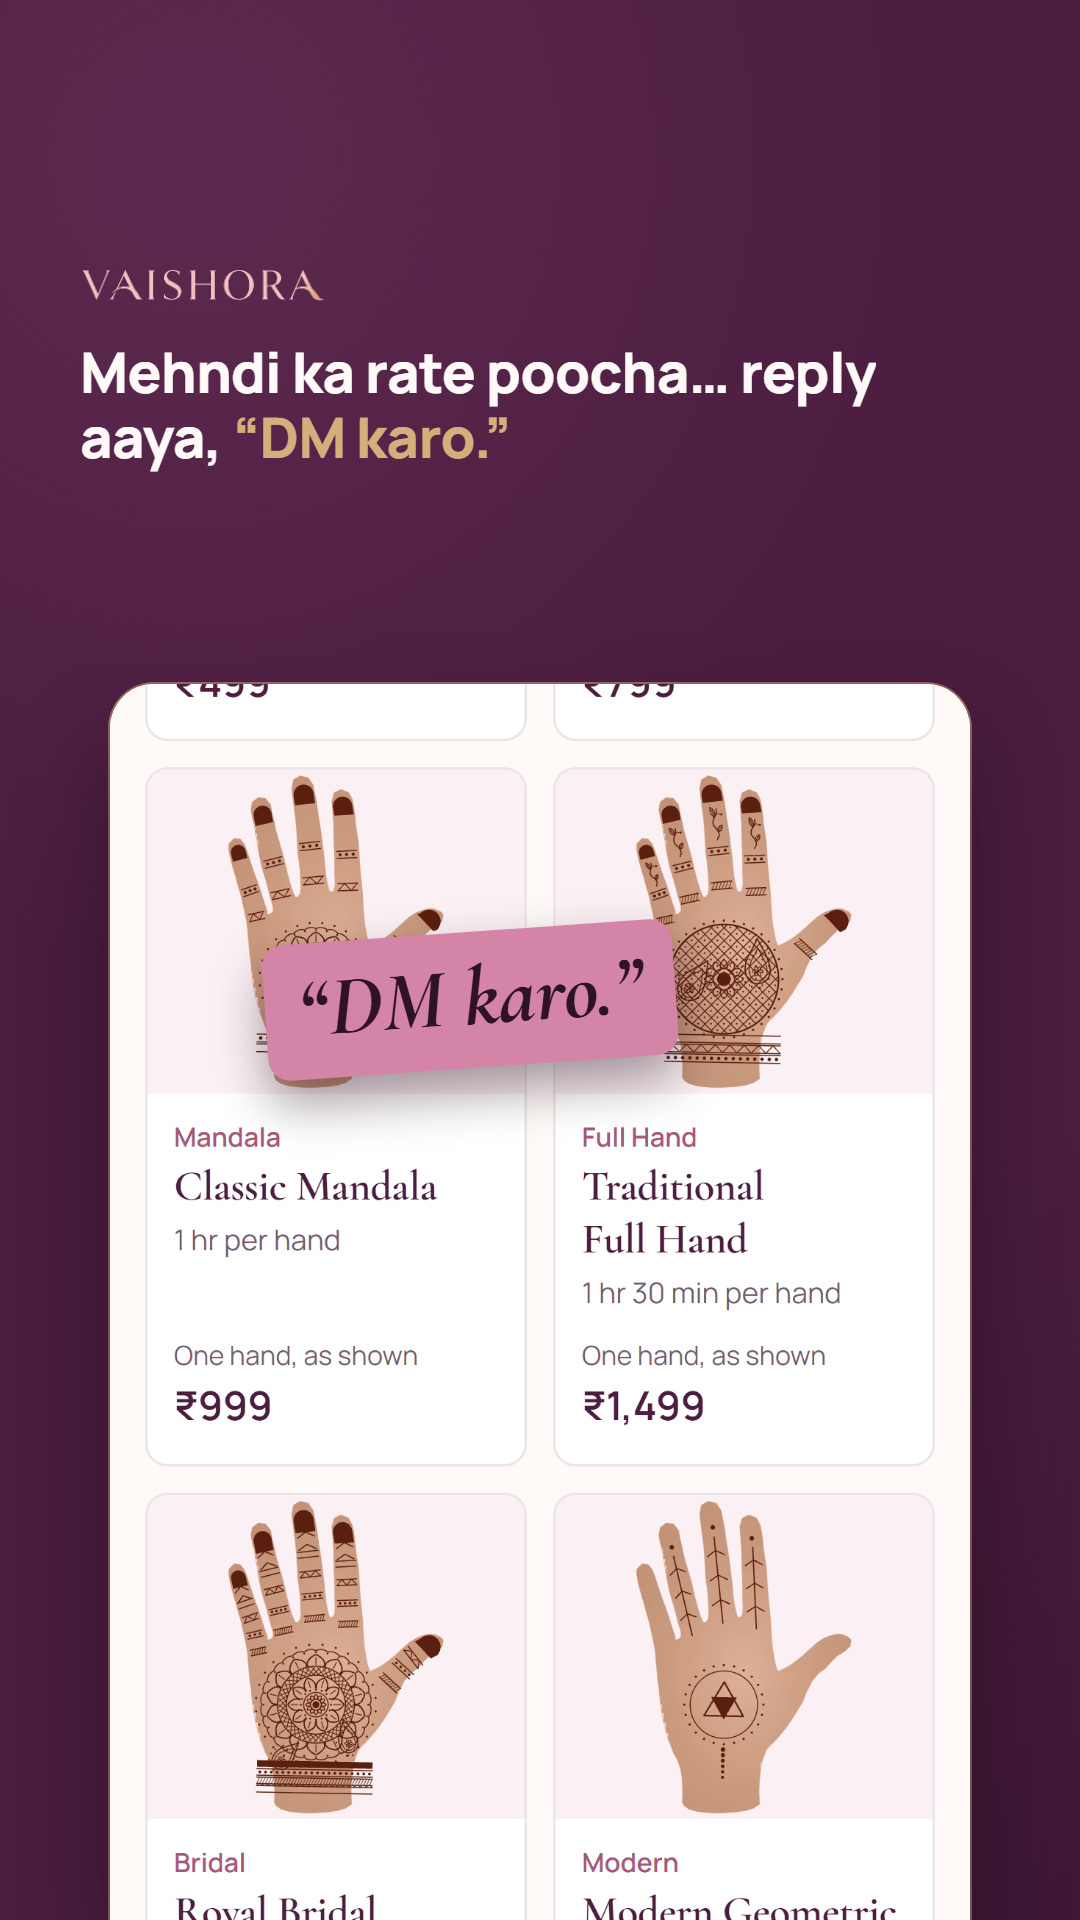 VAISHORA
Mehndi ka rate poocha... reply
aaya, “DM karo.”
₹499
₹799
“DM karo.”
Mandala
Classic Mandala
1 hr per hand
One hand, as shown
₹999
Full Hand
Traditional
Full Hand
1 hr 30 min per hand
One hand, as shown
₹1,499
Bridal
Royal Bridal
Modern
Modern Geometric